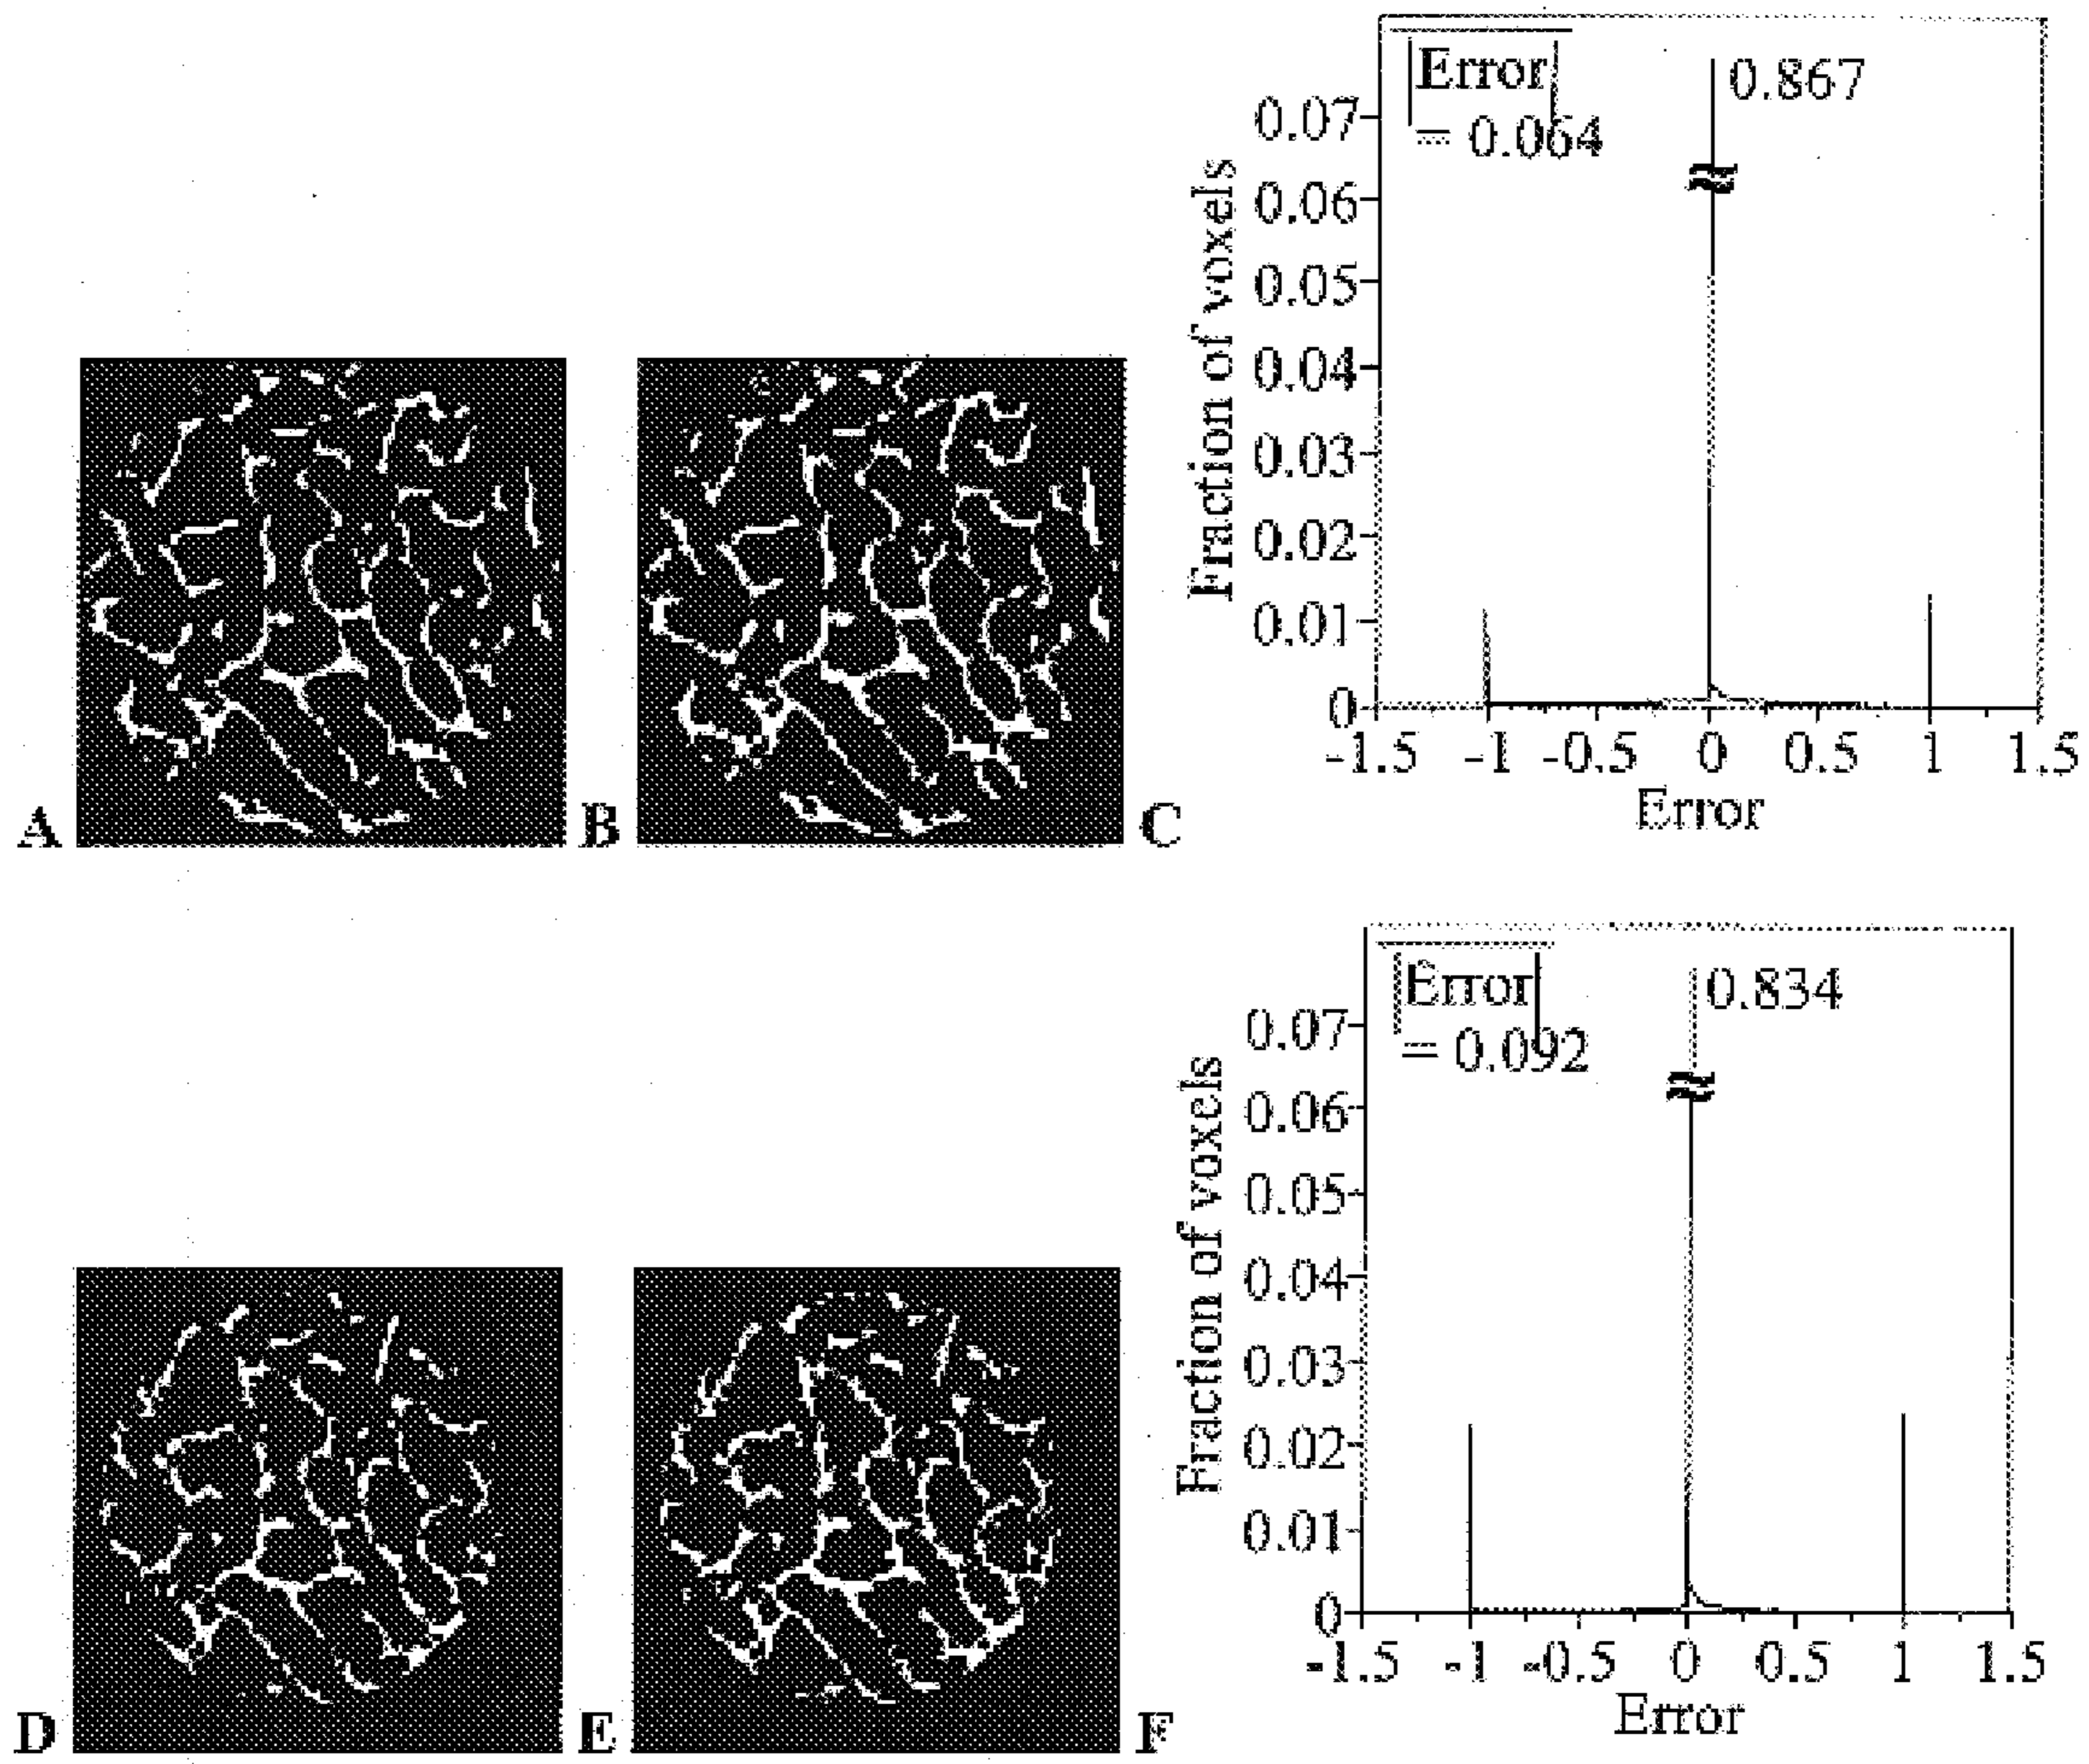 A
B
C
Error
= 0.064
0.867
Fraction of voxels
0.07
0.06
0.05
0.04
0.03
0.02
0.01
0
-1.5 -1 -0.5 0 0.5 1 1.5
Error
D
E
F
Error
= 0.092
0.834
Fraction of voxels
0.07
0.06
0.05
0.04
0.03
0.02
0.01
0
-1.5 -1 -0.5 0 0.5 1 1.5
Error